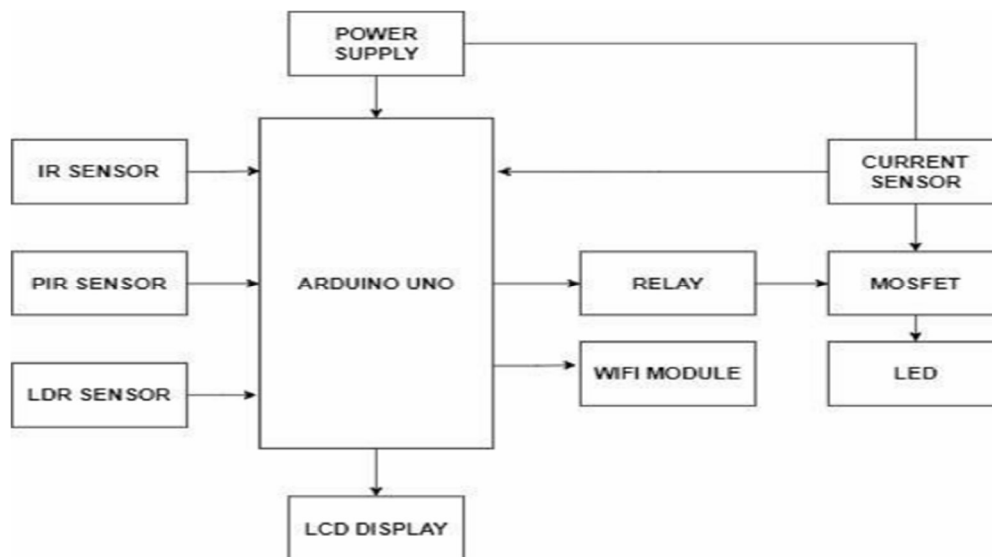 POWER
SUPPLY
IR SENSOR
CURRENT
SENSOR
PIR SENSOR
ARDUINO UNO
RELAY
MOSFET
LDR SENSOR
WIFI MODULE
LED
LCD DISPLAY